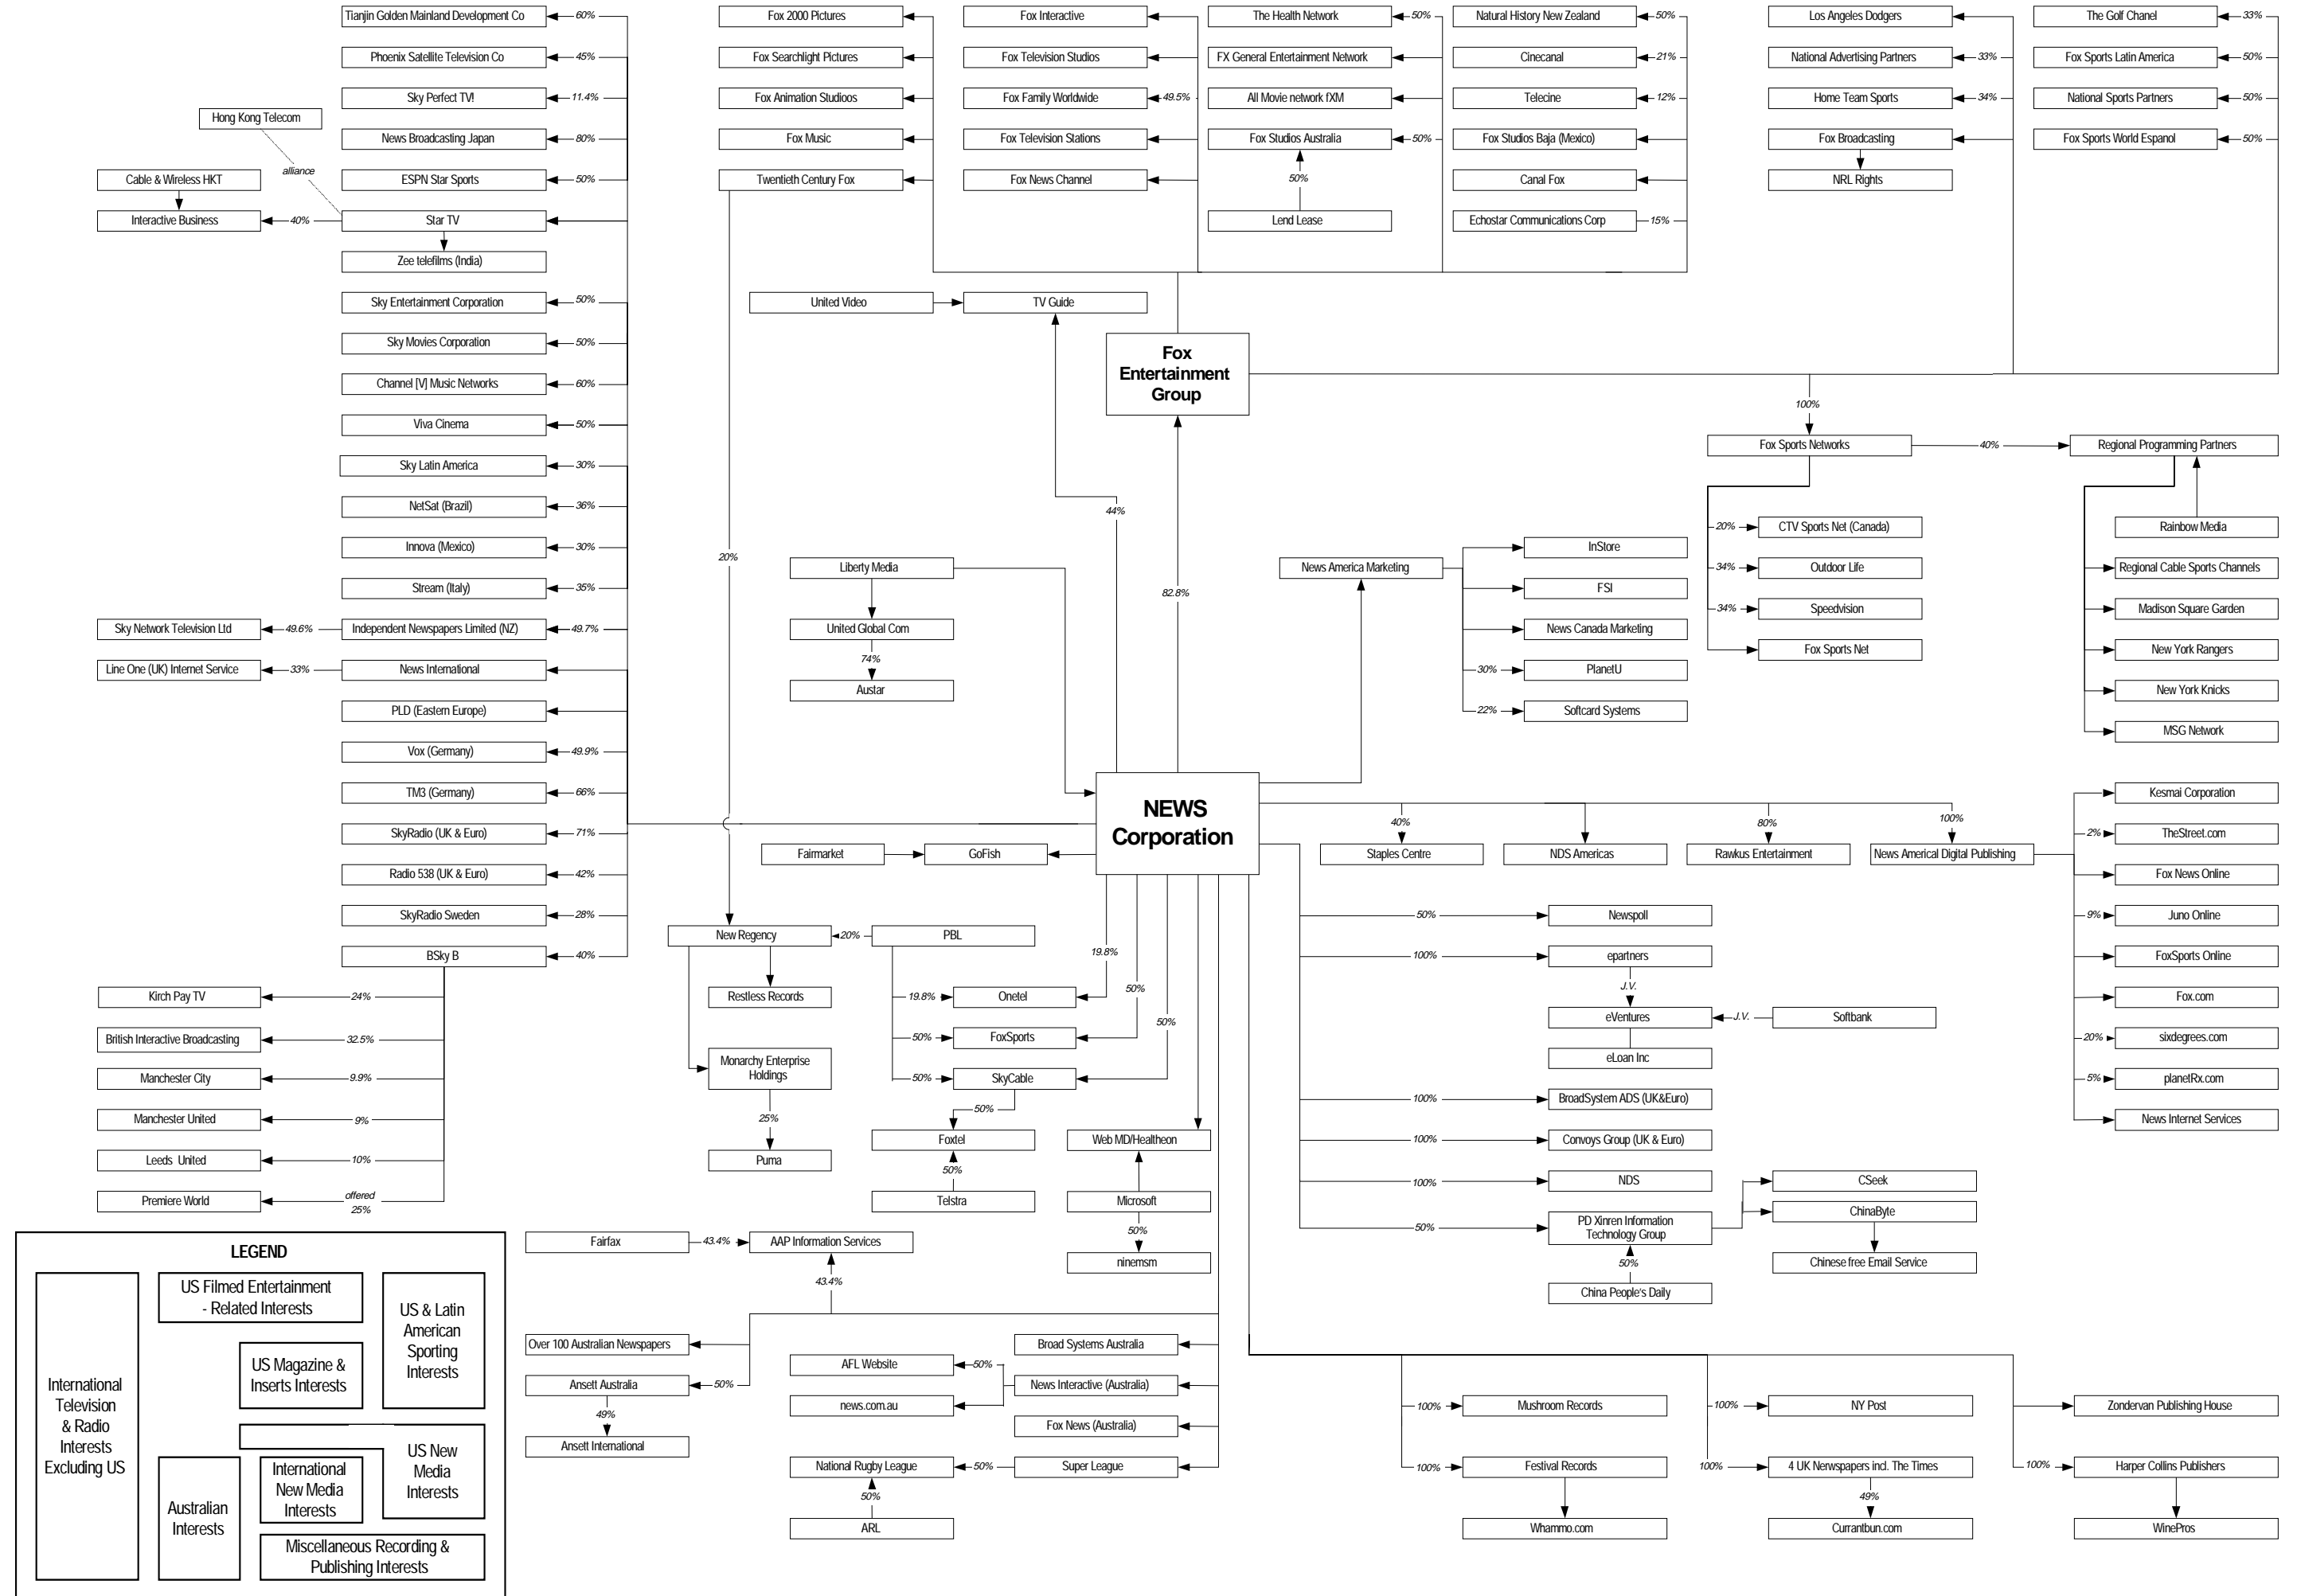 Tianjin Golden Mainland Development Co
60%
Fox 2000 Pictures
Fox Interactive
The Health Network
50%
Natural History New Zealand
50%
Los Angeles Dodgers
The Golf Chanel
33%
Phoenix Satellite Television Co
45%
Fox Searchlight Pictures
Fox Television Studios
FX General Entertainment Network
Cinecanal
21%
National Advertising Partners
33%
Fox Sports Latin America
50%
Sky Perfect TV!
11.4%
Fox Animation Studioos
Fox Family Worldwide
49.5%
All Movie network fXM
Telecine
12%
Home Team Sports
34%
National Sports Partners
50%
Hong Kong Telecom
News Broadcasting Japan
80%
Fox Music
Fox Television Stations
Fox Studios Australia
50%
Fox Studios Baja (Mexico)
Fox Broadcasting
Fox Sports World Espanol
50%
alliance
Cable & Wireless HKT
ESPN Star Sports
50%
Twentieth Century Fox
Fox News Channel
50%
Canal Fox
NRL Rights
Interactive Business
40%
Star TV
Lend Lease
Echostar Communications Corp
15%
Zee telefilms (India)
Sky Entertainment Corporation
50%
United Video
TV Guide
Sky Movies Corporation
50%
Fox
Entertainment
Group
Channel [V] Music Networks
60%
100%
Viva Cinema
50%
Fox Sports Networks
40%
Regional Programming Partners
Sky Latin America
30%
NetSat (Brazil)
36%
44%
20%
CTV Sports Net (Canada)
Rainbow Media
Innova (Mexico)
30%
20%
InStore
Liberty Media
News America Marketing
34%
Outdoor Life
Regional Cable Sports Channels
Stream (Italy)
35%
82.8%
FSI
34%
Speedvision
Madison Square Garden
Sky Network Television Ltd
49.6%
Independent Newspapers Limited (NZ)
49.7%
United Global Com
News Canada Marketing
Fox Sports Net
New York Rangers
74%
Line One (UK) Internet Service
33%
News International
30%
PlanetU
Austar
New York Knicks
PLD (Eastern Europe)
22%
Softcard Systems
MSG Network
Vox (Germany)
49.9%
TM3 (Germany)
66%
NEWS
Corporation
Kesmai Corporation
SkyRadio (UK & Euro)
71%
40%
80%
100%
2%
TheStreet.com
Fairmarket
GoFish
Staples Centre
NDS Americas
Rawkus Entertainment
News Americal Digital Publishing
Radio 538 (UK & Euro)
42%
Fox News Online
SkyRadio Sweden
28%
50%
Newspoll
9%
Juno Online
New Regency
20%
PBL
BSky B
40%
19.8%
100%
epartners
FoxSports Online
J.V.
Kirch Pay TV
24%
Restless Records
19.8%
Onetel
50%
Fox.com
eVentures
J.V.
Softbank
50%
British Interactive Broadcasting
32.5%
50%
FoxSports
20%
sixdegrees.com
Monarchy Enterprise
Holdings
eLoan Inc
Manchester City
9.9%
50%
SkyCable
5%
planetRx.com
100%
BroadSystem ADS (UK&Euro)
Manchester United
9%
25%
50%
News Internet Services
Foxtel
Web MD/Healtheon
100%
Convoys Group (UK & Euro)
Leeds United
10%
Puma
50%
100%
NDS
CSeek
Premiere World
offered
25%
Telstra
Microsoft
ChinaByte
50%
PD Xinren Information
Technology Group
50%
Fairfax
43.4%
AAP Information Services
ninemsm
50%
Chinese free Email Service
43.4%
China People's Daily
LEGEND
US Filmed Entertainment
- Related Interests
US & Latin
American
Sporting
Interests
US Magazine &
Inserts Interests
International
Television
& Radio
Interests
Excluding US
US New
Media
Interests
International
New Media
Interests
Australian
Interests
Miscellaneous Recording &
Publishing Interests
Over 100 Australian Newspapers
Broad Systems Australia
AFL Website
50%
Ansett Australia
50%
News Interactive (Australia)
49%
news.com.au
Ansett International
Fox News (Australia)
National Rugby League
50%
Super League
50%
ARL
100%
Mushroom Records
100%
NY Post
Zondervan Publishing House
100%
Festival Records
100%
4 UK Nerwspapers incl. The Times
100%
Harper Collins Publishers
49%
Whammo.com
Currantbun.com
WinePros